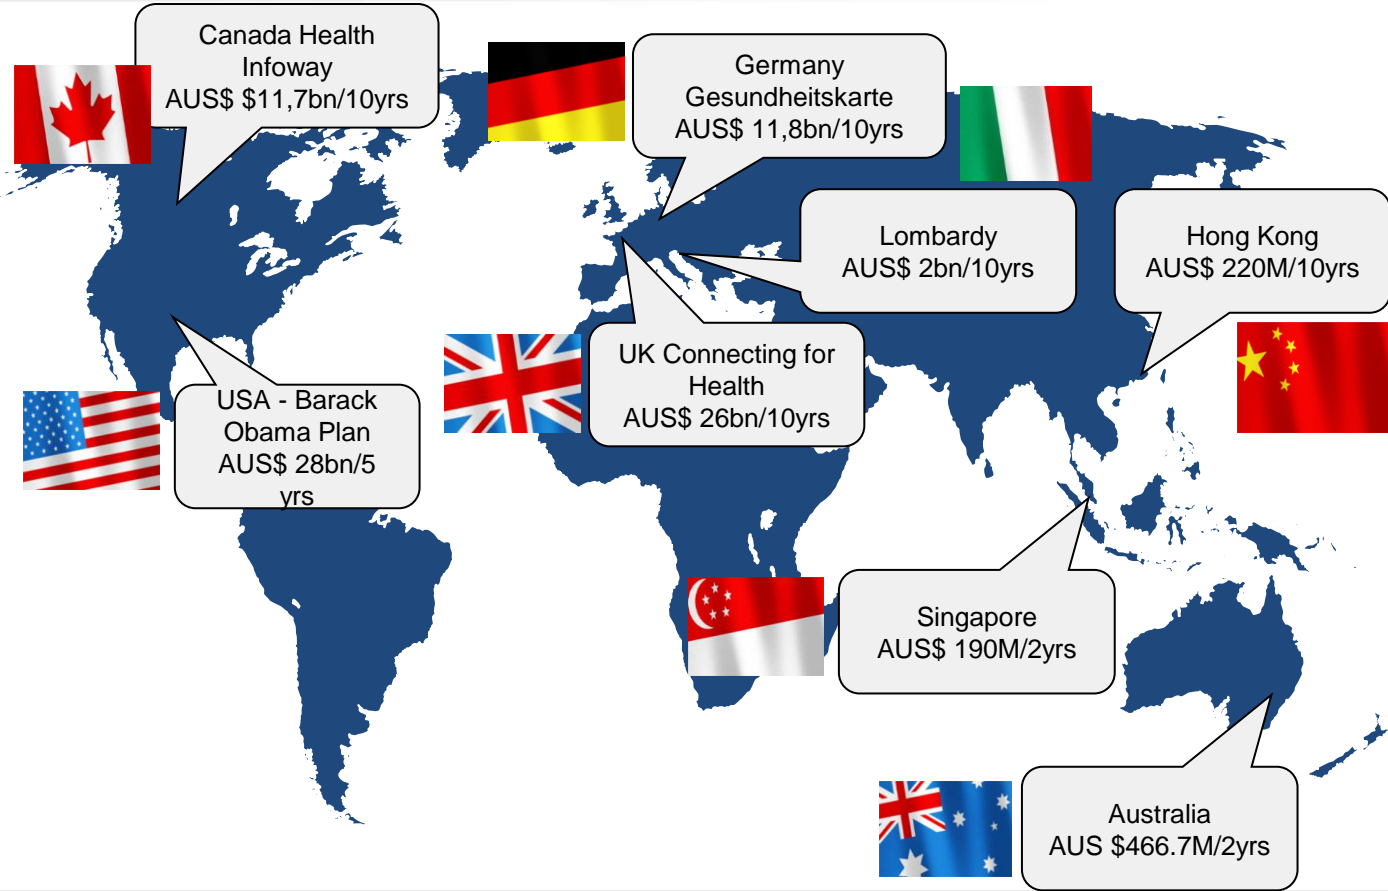 Canada Health
Infoway
AUS$ $11,7bn/10yrs
Germany
Gesundheitskarte
AUS$ 11,8bn/10yrs
Lombardy
AUS$ 2bn/10yrs
Hong Kong
AUS$ 220M/10yrs
UK Connecting for
Health
AUS$ 26bn/10yrs
USA - Barack
Obama Plan
AUS$ 28bn/5
yrs
Singapore
AUS$ 190M/2yrs
Australia
AUS $466.7M/2yrs